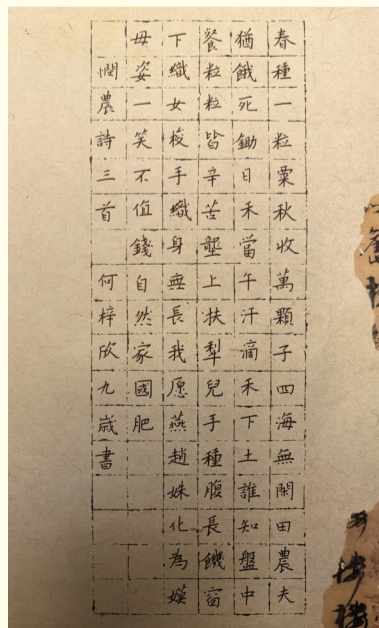 春種一粒粟秋收萬顆子四海無閑田農夫
猶餓死鋤日禾當午汗滴禾下土誰知盤中
餐粒粒皆辛苦壟上扶犁兒手種腹長饑窗
下織女梭手織身無長我愿燕趙姝化為嫫
母姿一笑不值錢自然家國肥
憫農詩三首 何梓欣九歲書